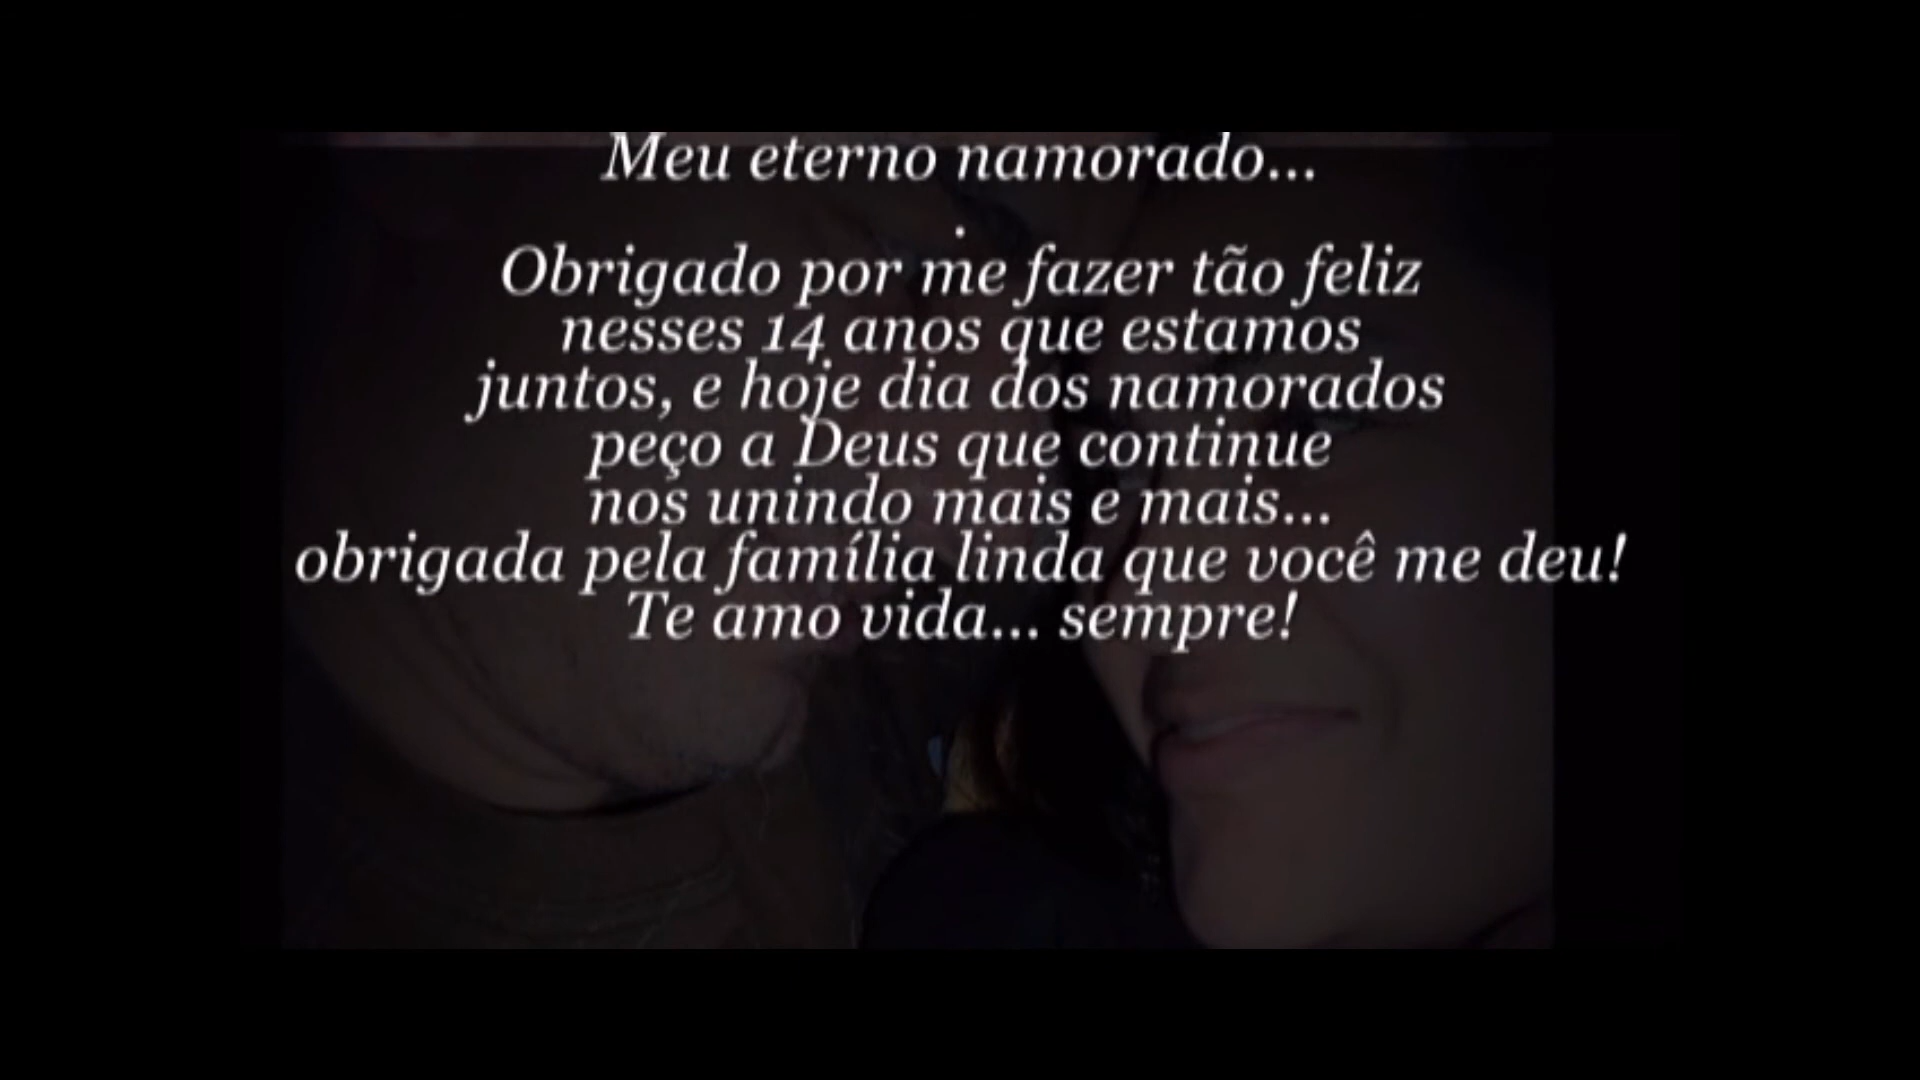 Meu eterno namorado...
.
Obrigado por me fazer tão feliz
nesses 14 anos que estamos
juntos, e hoje dia dos namorados
peço a Deus que continue
nos unindo mais e mais...
obrigada pela família linda que você me deu!
Te amo vida... sempre!